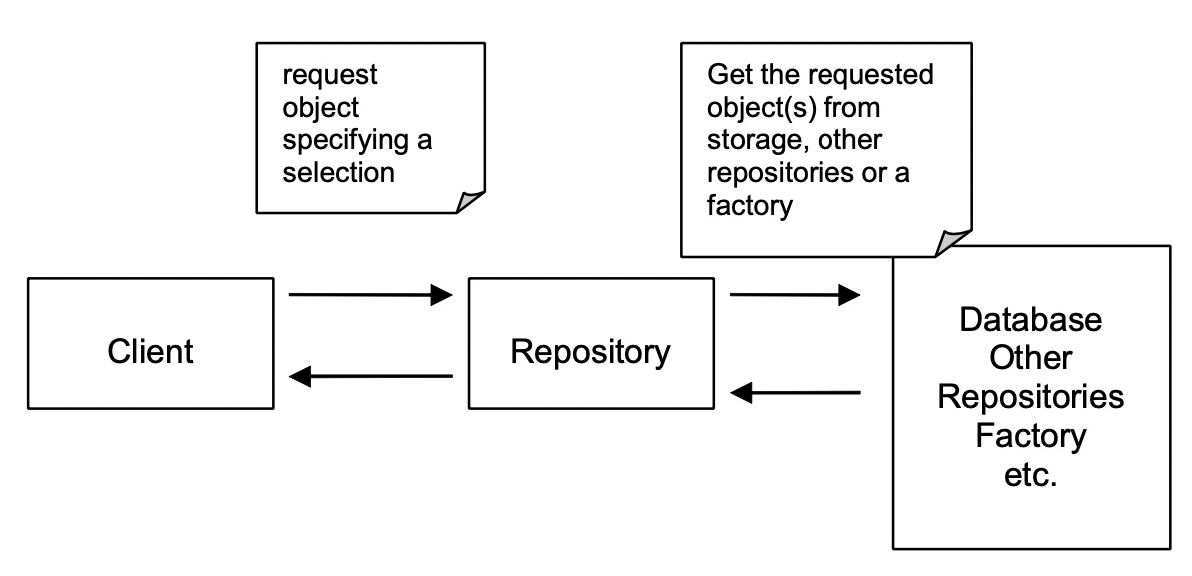 request
object
specifying a
selection
Get the requested
object(s) from
storage, other
repositories or a
factory
Client
Repository
Database
Other
Repositories
Factory
etc.